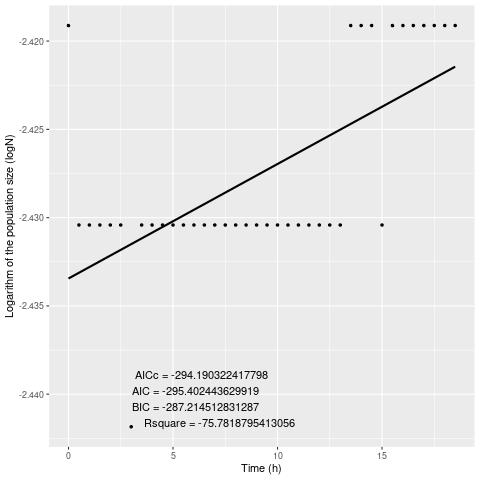 Logarithm of the population size (logN)
-2.420
-2.425
-2.430
-2.435
-2.440
AICc = -294.190322417798
AIC = -295.402443629919
BIC = -287.214512831287
Rsquare = -75.7818795413056
0 5 10 15
Time (h)